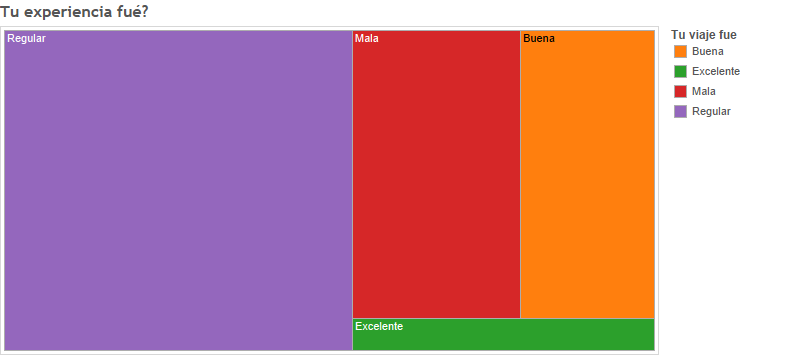 Tu experiencia fué?
Regular
Mala
Buena
Excelente
Tu viaje fue
Buena
Excelente
Mala
Regular